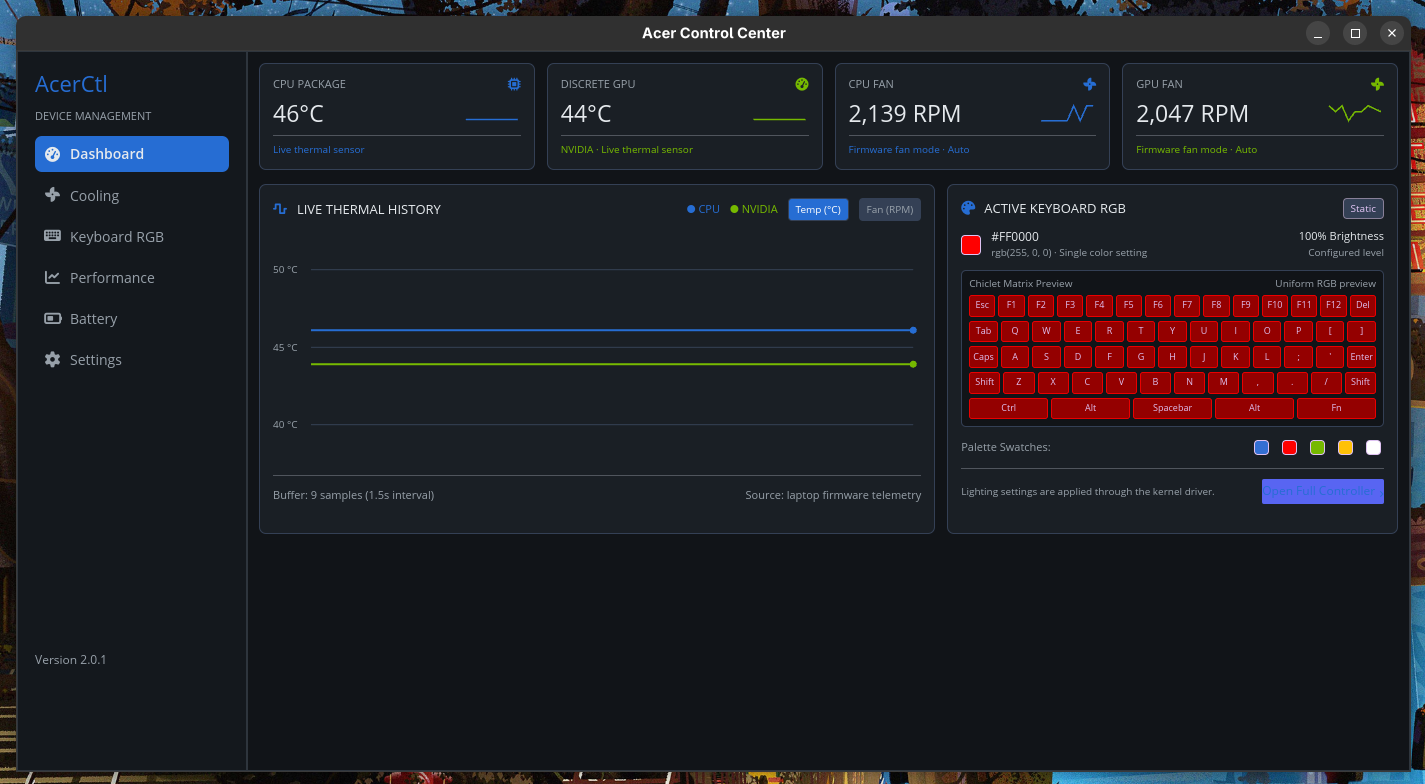 Acer Control Center
AcerCtl
DEVICE MANAGEMENT
Dashboard
Cooling
Keyboard RGB
Performance
Battery
Settings
Version 2.0.1
CPU PACKAGE
46°C
Live thermal sensor
DISCRETE GPU
44°C
NVIDIA · Live thermal sensor
CPU FAN
2,139 RPM
Firmware fan mode · Auto
GPU FAN
2,047 RPM
Firmware fan mode · Auto
LIVE THERMAL HISTORY
CPU NVIDIA Temp (°C) Fan (RPM)
50 °C
45 °C
40 °C
Buffer: 9 samples (1.5s interval) Source: laptop firmware telemetry
ACTIVE KEYBOARD RGB Static
#FF0000 100% Brightness
rgb(255, 0, 0) · Single color setting Configured level
Chiclet Matrix Preview Uniform RGB preview
Esc F1 F2 F3 F4 F5 F6 F7 F8 F9 F10 F11 F12 Del
Tab Q W E R T Y U I O P [ ]
Caps A S D F G H J K L ; ' Enter
Shift Z X C V B N M , . / Shift
Ctrl Alt Spacebar Alt Fn
Palette Swatches:
Lighting settings are applied through the kernel driver. Open Full Controller